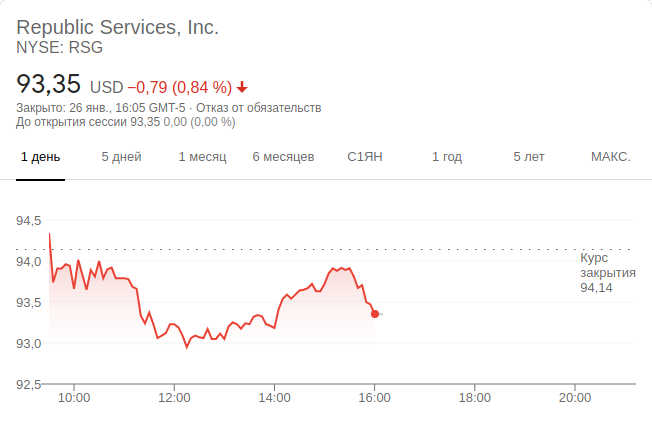 Republic Services, Inc.
NYSE: RSG
93,35 USD −0,79 (0,84 %)
Закрыто: 26 янв., 16:05 GMT-5 · Отказ от обязательств
До открытия сессии 93,35 0,00 (0,00 %)
1 день 5 дней 1 месяц 6 месяцев С1ЯН 1 год 5 лет МАКС.
94,5
94,0
93,5
93,0
92,5
Курс
закрытия
94,14
10:00 12:00 14:00 16:00 18:00 20:00